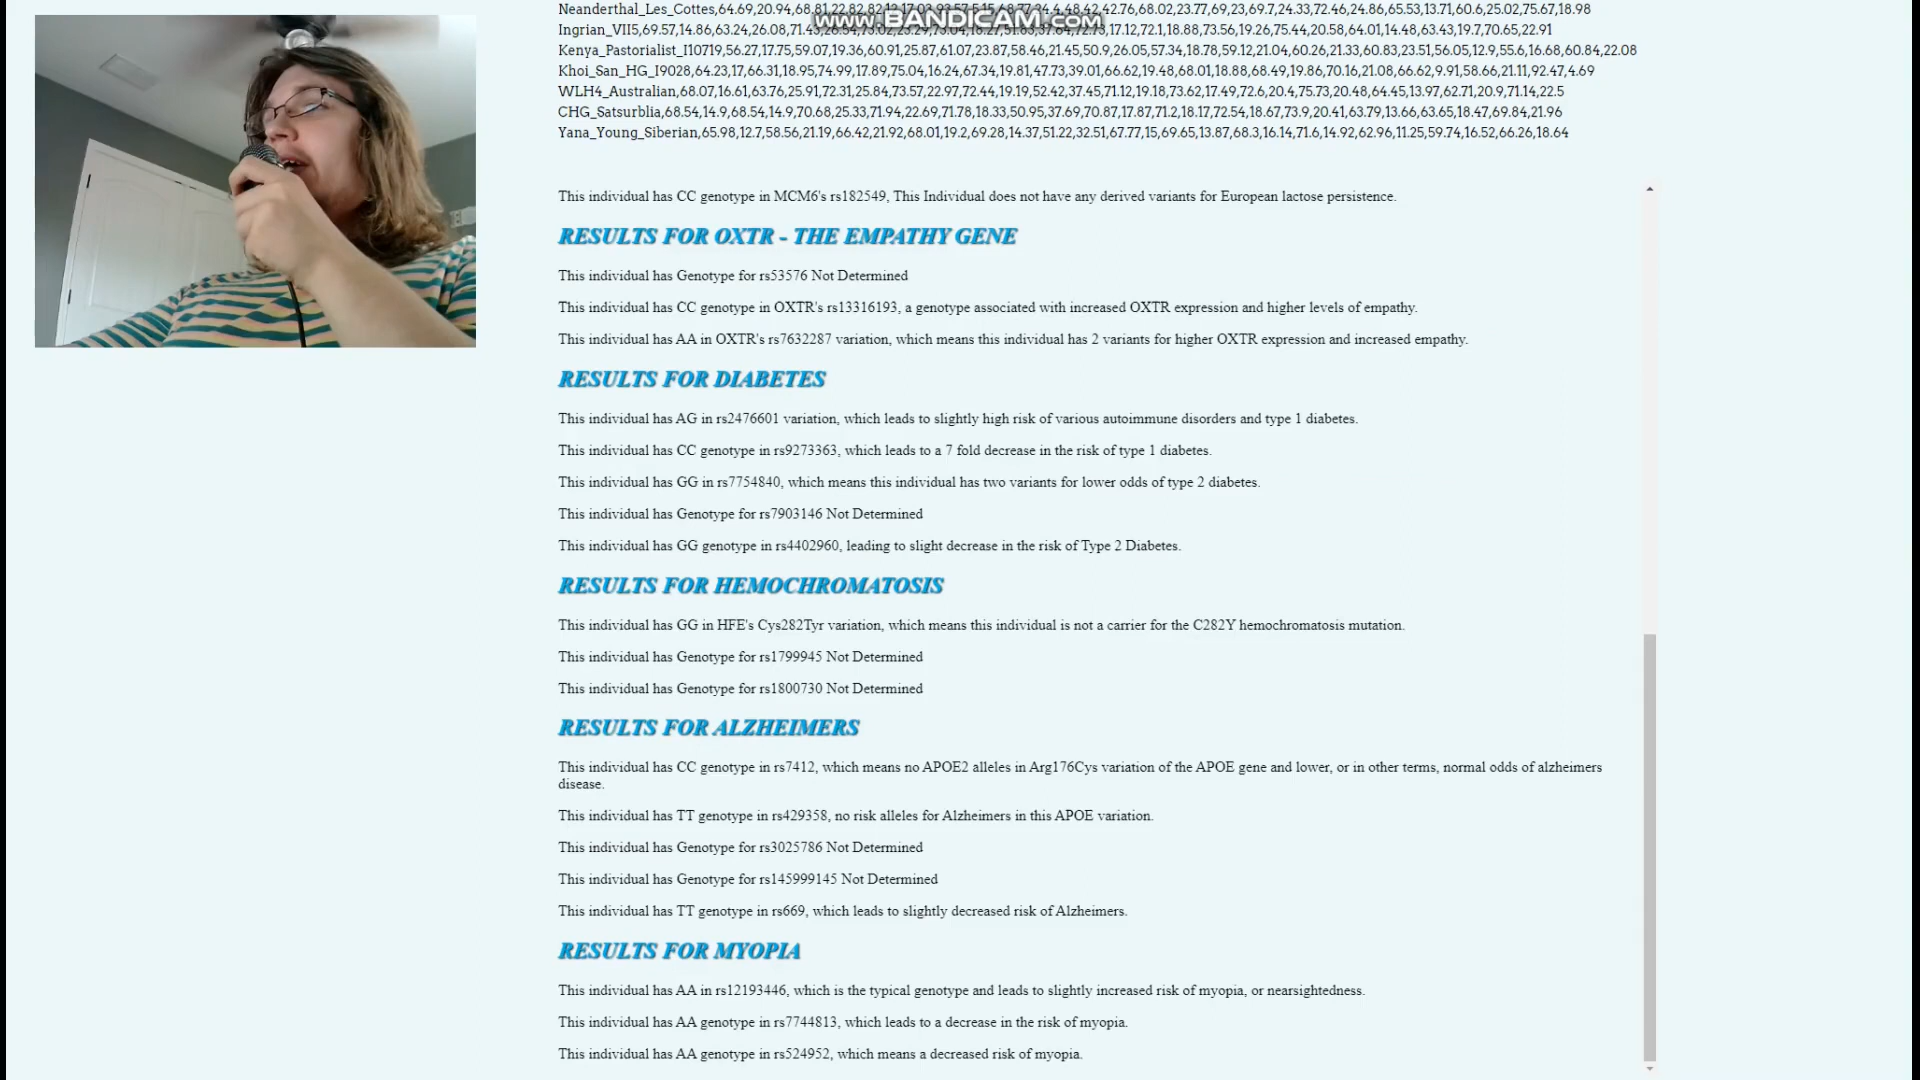 Neanderthal_Les_Cottes,64.69,20.94,68.81,22.82,82.12,17.03,93.57,5.15,68.77,24.4,48.42,42.76,68.02,23.77,69,23,69.7,24.33,72.46,24.86,65.53,13.71,60.6,25.02,75.67,18.98
www.BANDICAM.com
Ingrian_VII5,69.57,14.86,63.24,26.08,71.43,26.54,73.02,23.29,73.04,18.27,51.83,37.64,72.73,17.12,72.1,18.88,73.56,19.26,75.44,20.58,64.01,14.48,63.43,19.7,70.65,22.91
Kenya_Pastorialist_I10719,56.27,17.75,59.07,19.36,60.91,25.87,61.07,23.87,58.46,21.45,50.9,26.05,57.34,18.78,59.12,21.04,60.26,21.33,60.83,23.51,56.05,12.9,55.6,16.68,60.84,22.08
Khoi_San_HG_I9028,64.23,17,66.31,18.95,74.99,17.89,75.04,16.24,67.34,19.81,47.73,39.01,66.62,19.48,68.01,18.88,68.49,19.86,70.16,21.08,66.62,9.91,58.66,21.11,92.47,4.69
WLH4_Australian,68.07,16.61,63.76,25.91,72.31,25.84,73.57,22.97,72.44,19.19,52.42,37.45,71.12,19.18,73.62,17.49,72.6,20.4,75.73,20.48,64.45,13.97,62.71,20.9,71.14,22.5
CHG_Satsurblia,68.54,14.9,68.54,14.9,70.68,25.33,71.94,22.69,71.78,18.33,50.95,37.69,70.87,17.87,71.2,18.17,72.54,18.67,73.9,20.41,63.79,13.66,63.65,18.47,69.84,21.96
Yana_Young_Siberian,65.98,12.7,58.56,21.19,66.42,21.92,68.01,19.2,69.28,14.37,51.22,32.51,67.77,15,69.65,13.87,68.3,16.14,71.6,14.92,62.96,11.25,59.74,16.52,66.26,18.64
This individual has CC genotype in MCM6's rs182549, This Individual does not have any derived variants for European lactose persistence.
RESULTS FOR OXTR - THE EMPATHY GENE
This individual has Genotype for rs53576 Not Determined
This individual has CC genotype in OXTR's rs13316193, a genotype associated with increased OXTR expression and higher levels of empathy.
This individual has AA in OXTR's rs7632287 variation, which means this individual has 2 variants for higher OXTR expression and increased empathy.
RESULTS FOR DIABETES
This individual has AG in rs2476601 variation, which leads to slightly high risk of various autoimmune disorders and type 1 diabetes.
This individual has CC genotype in rs9273363, which leads to a 7 fold decrease in the risk of type 1 diabetes.
This individual has GG in rs7754840, which means this individual has two variants for lower odds of type 2 diabetes.
This individual has Genotype for rs7903146 Not Determined
This individual has GG genotype in rs4402960, leading to slight decrease in the risk of Type 2 Diabetes.
RESULTS FOR HEMOCHROMATOSIS
This individual has GG in HFE's Cys282Tyr variation, which means this individual is not a carrier for the C282Y hemochromatosis mutation.
This individual has Genotype for rs1799945 Not Determined
This individual has Genotype for rs1800730 Not Determined
RESULTS FOR ALZHEIMERS
This individual has CC genotype in rs7412, which means no APOE2 alleles in Arg176Cys variation of the APOE gene and lower, or in other terms, normal odds of alzheimers
disease.
This individual has TT genotype in rs429358, no risk alleles for Alzheimers in this APOE variation.
This individual has Genotype for rs3025786 Not Determined
This individual has Genotype for rs145999145 Not Determined
This individual has TT genotype in rs669, which leads to slightly decreased risk of Alzheimers.
RESULTS FOR MYOPIA
This individual has AA in rs12193446, which is the typical genotype and leads to slightly increased risk of myopia, or nearsightedness.
This individual has AA genotype in rs7744813, which leads to a decrease in the risk of myopia.
This individual has AA genotype in rs524952, which means a decreased risk of myopia.